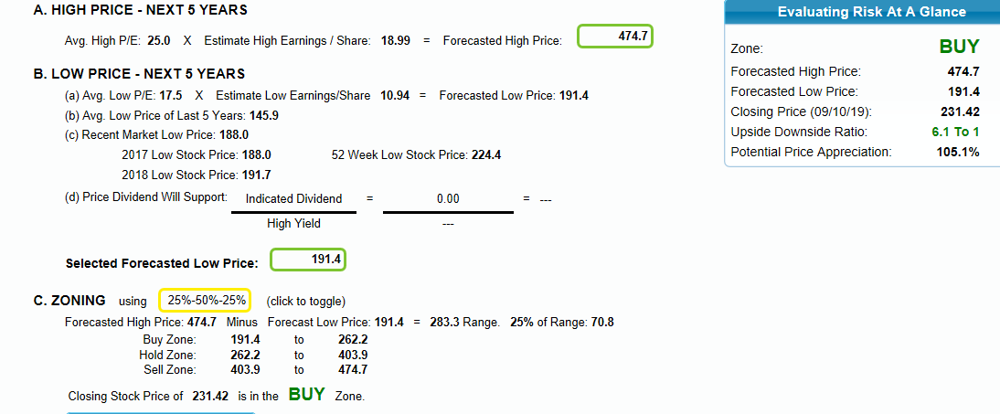 A. HIGH PRICE - NEXT 5 YEARS
Avg. High P/E: 25.0 X Estimate High Earnings / Share: 18.99 = Forecasted High Price: 474.7
B. LOW PRICE - NEXT 5 YEARS
(a) Avg. Low P/E: 17.5 X Estimate Low Earnings/Share 10.94 = Forecasted Low Price: 191.4
(b) Avg. Low Price of Last 5 Years: 145.9
(c) Recent Market Low Price: 188.0
2017 Low Stock Price: 188.0 52 Week Low Stock Price: 224.4
2018 Low Stock Price: 191.7
(d) Price Dividend Will Support: Indicated Dividend = 0.00 = ---
High Yield ---
Selected Forecasted Low Price: 191.4
C. ZONING using 25%-50%-25% (click to toggle)
Forecasted High Price: 474.7 Minus Forecast Low Price: 191.4 = 283.3 Range. 25% of Range: 70.8
Buy Zone: 191.4 to 262.2
Hold Zone: 262.2 to 403.9
Sell Zone: 403.9 to 474.7
Closing Stock Price of 231.42 is in the BUY Zone.
Evaluating Risk At A Glance
Zone: BUY
Forecasted High Price: 474.7
Forecasted Low Price: 191.4
Closing Price (09/10/19): 231.42
Upside Downside Ratio: 6.1 To 1
Potential Price Appreciation: 105.1%